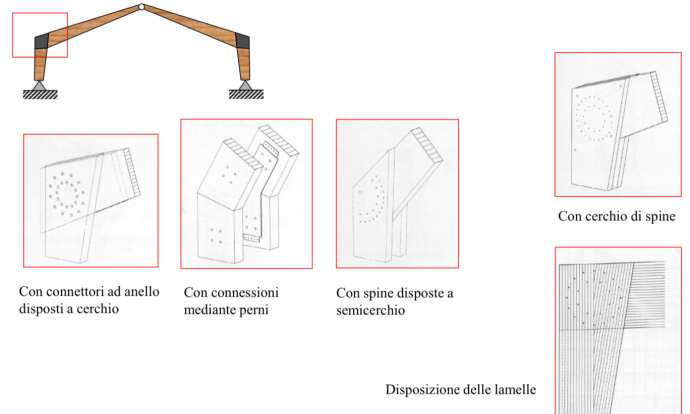 Con cerchio di spine
Con connettori ad anello
disposti a cerchio
Con connessioni
mediante perni
Con spine disposte a
semicerchio
Disposizione delle lamelle